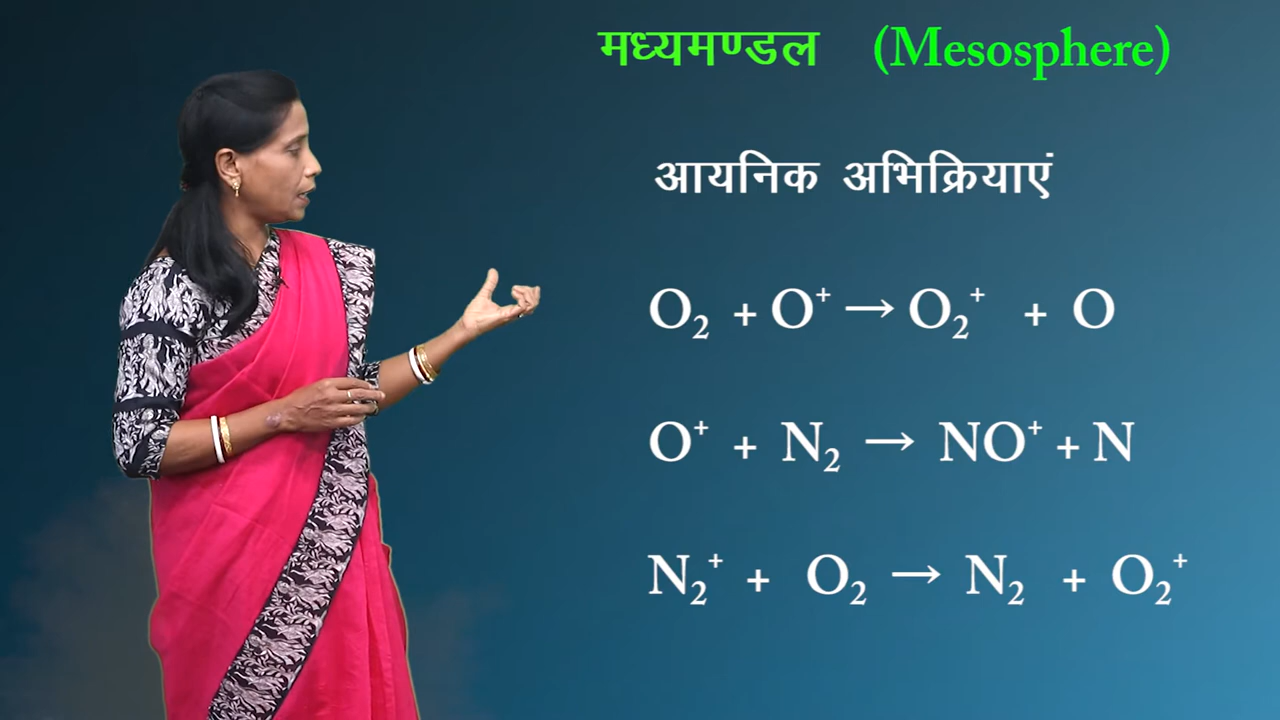 मध्यमण्डल (Mesosphere)
आयनिक अभिक्रियाएं
O₂ + O⁺ → O₂⁺ + O
O⁺ + N₂ → NO⁺ + N
N₂⁺ + O₂ → N₂ + O₂⁺